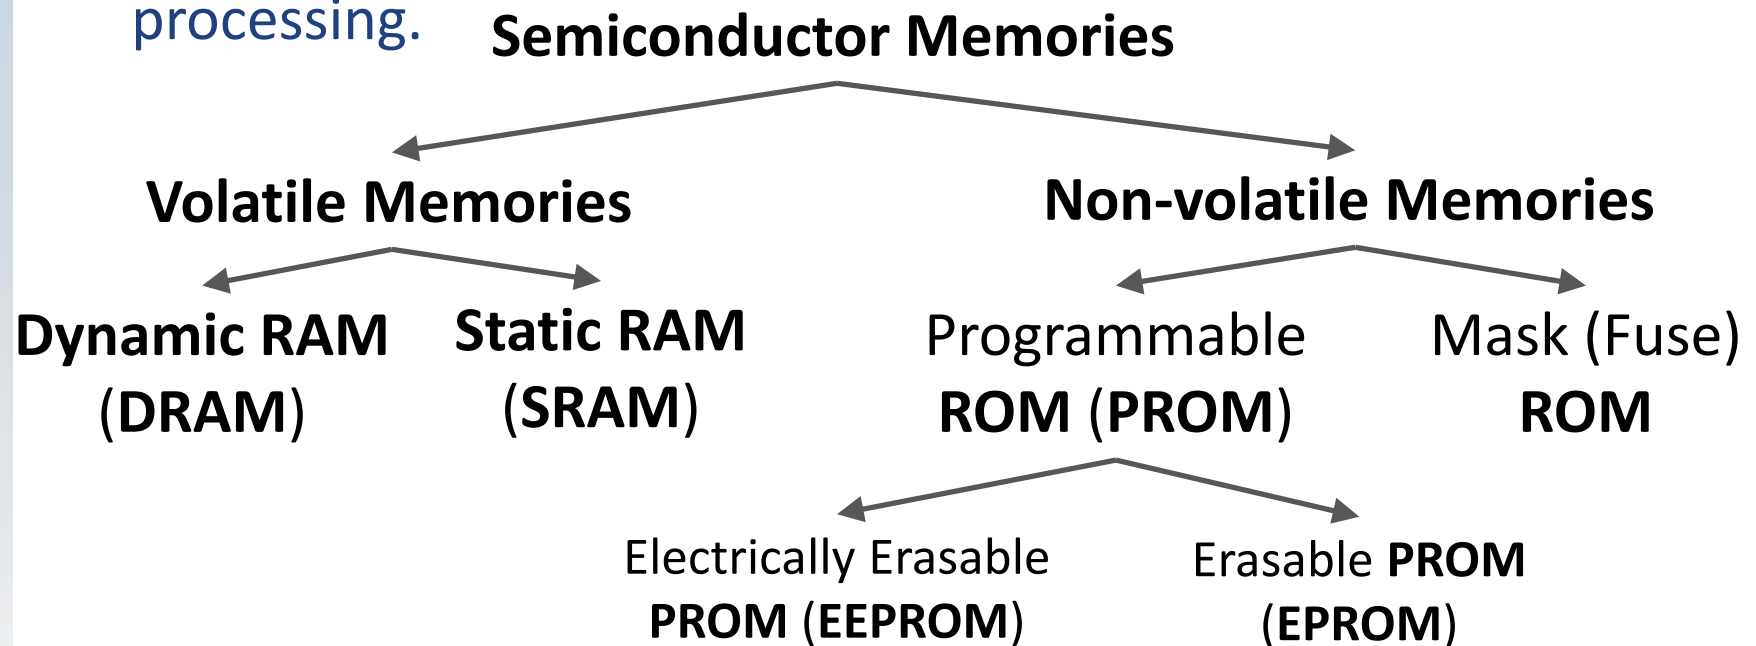 processing.
Semiconductor Memories
Volatile Memories
Non-volatile Memories
Dynamic RAM
(DRAM)
Static RAM
(SRAM)
Programmable
ROM (PROM)
Mask (Fuse)
ROM
Electrically Erasable
PROM (EEPROM)
Erasable PROM
(EPROM)